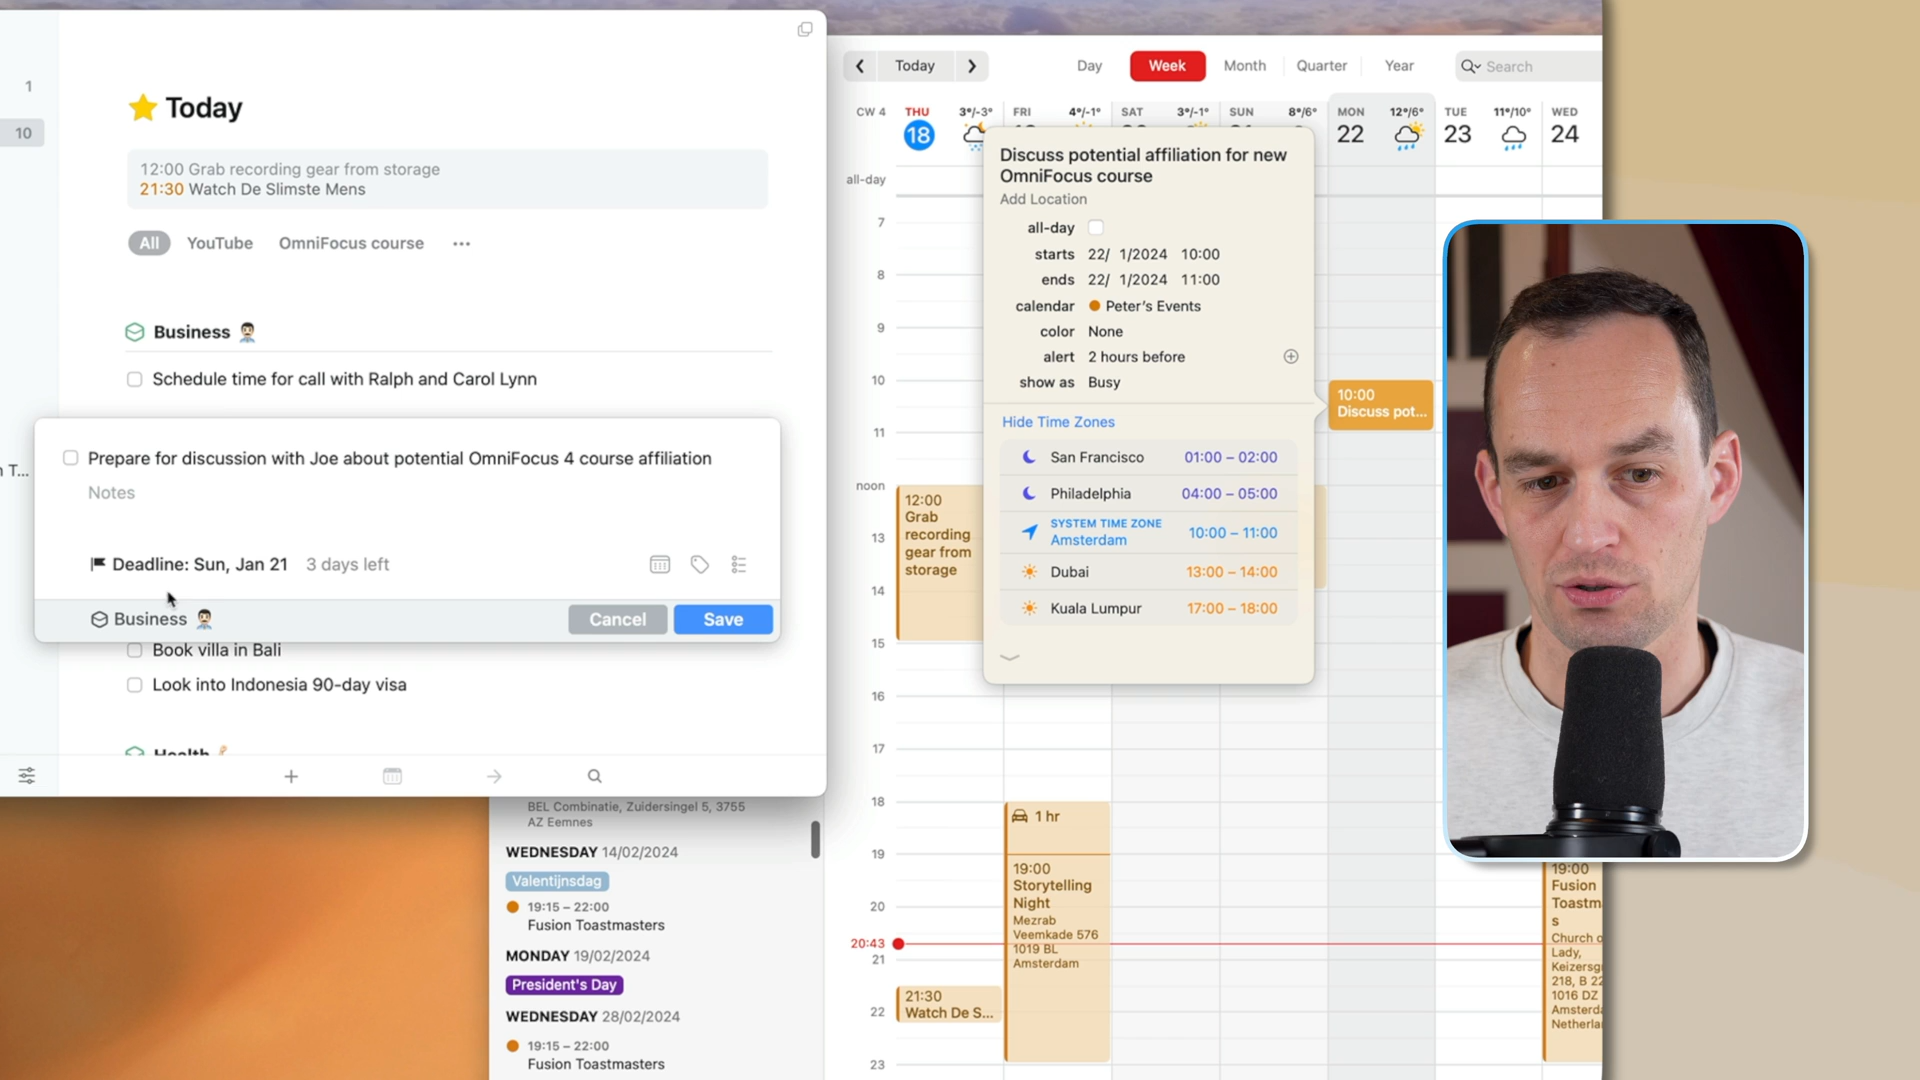 1
10
Today
12:00 Grab recording gear from storage
21:30 Watch De Slimste Mens
All
YouTube
OmniFocus course
Business
Schedule time for call with Ralph and Carol Lynn
n T...
Prepare for discussion with Joe about potential OmniFocus 4 course affiliation
Notes
Deadline: Sun, Jan 21 3 days left
Business
Cancel
Save
Book villa in Bali
Look into Indonesia 90-day visa
Health
BEL Combinatie, Zuidersingel 5, 3755
AZ Eemnes
WEDNESDAY 14/02/2024
Valentijnsdag
19:15 – 22:00
Fusion Toastmasters
MONDAY 19/02/2024
President's Day
WEDNESDAY 28/02/2024
19:15 – 22:00
Fusion Toastmasters
Today
Day
Week
Month
Quarter
Year
Search
CW 4
THU
3°/-3°
18
FRI
4°/-1°
SAT
3°/-1°
SUN
8°/6°
MON
12°/6°
22
TUE
11°/10°
23
WED
24
all-day
7
8
9
10
11
noon
13
14
15
16
17
18
19
20
20:43
21
22
23
Discuss potential affiliation for new
OmniFocus course
Add Location
all-day
starts 22/ 1/2024 10:00
ends 22/ 1/2024 11:00
calendar Peter's Events
color None
alert 2 hours before
show as Busy
Hide Time Zones
San Francisco 01:00 – 02:00
Philadelphia 04:00 – 05:00
SYSTEM TIME ZONE
Amsterdam 10:00 – 11:00
Dubai 13:00 – 14:00
Kuala Lumpur 17:00 – 18:00
10:00
Discuss pot...
12:00
Grab
recording
gear from
storage
1 hr
19:00
Storytelling
Night
Mezrab
Veemkade 576
1019 BL
Amsterdam
21:30
Watch De S...
19:00
Fusion
Toastm
s
Church o
Lady,
Keizersg
218, B 22
1016 DZ
Amsterda
Netherla